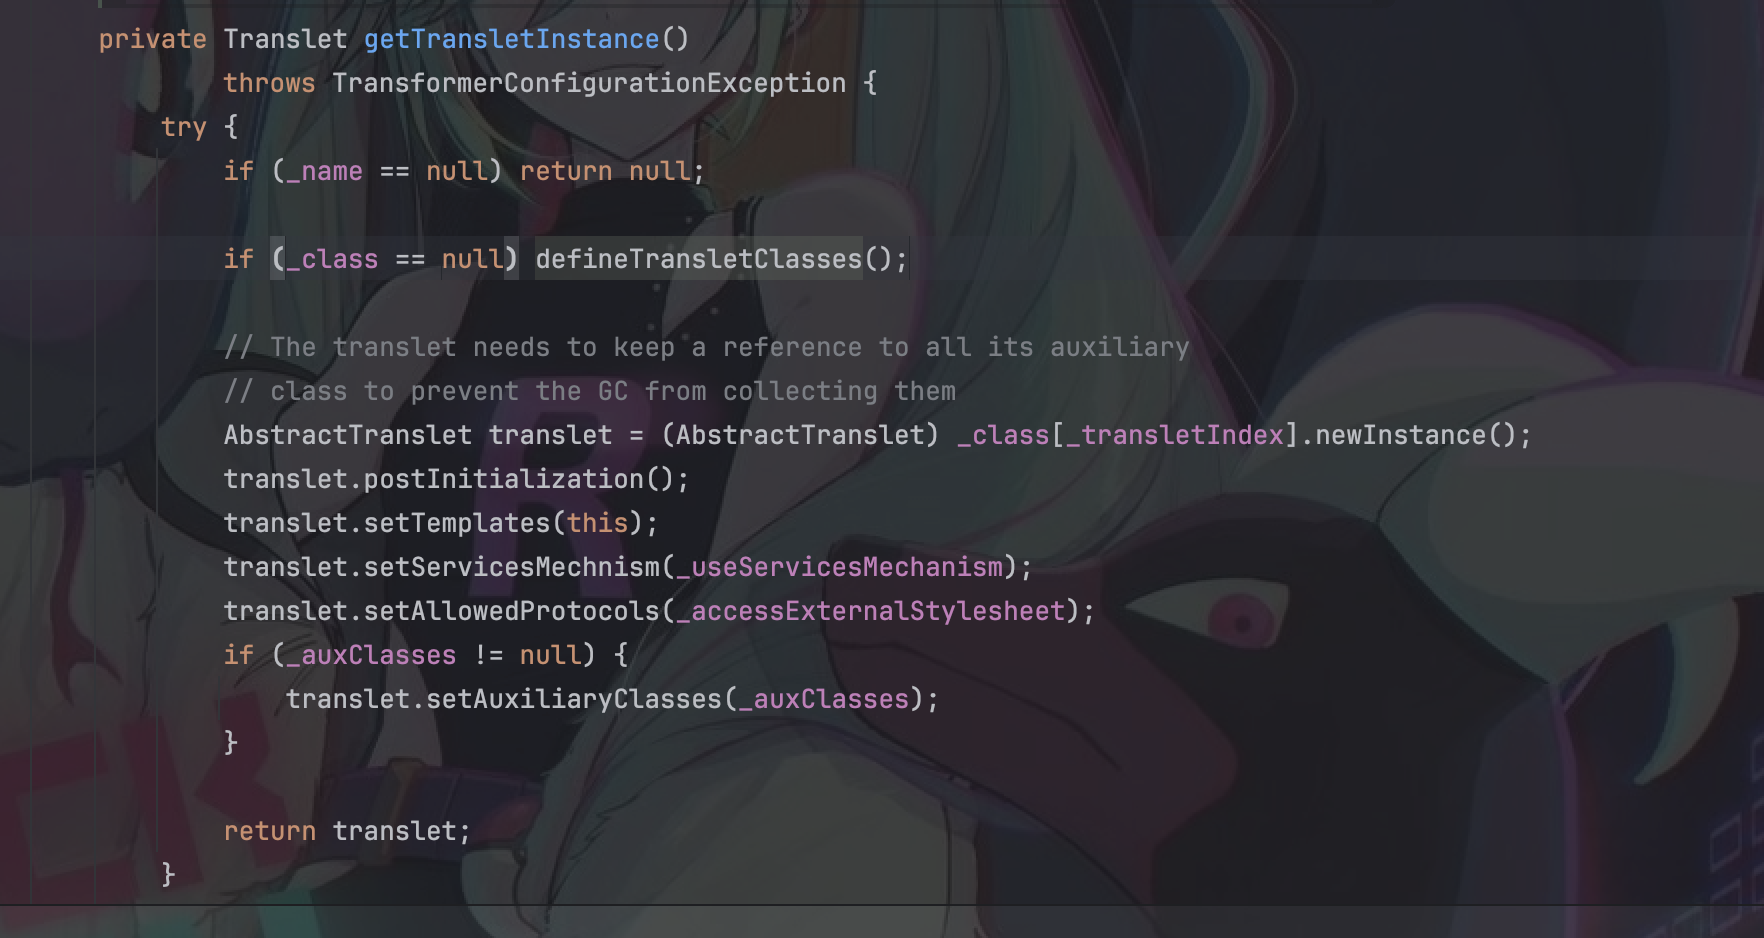 private Translet getTransletInstance()
throws TransformerConfigurationException {
try {
if (_name == null) return null;
if (_class == null) defineTransletClasses();
// The translet needs to keep a reference to all its auxiliary
// class to prevent the GC from collecting them
AbstractTranslet translet = (AbstractTranslet) _class[_transletIndex].newInstance();
translet.postInitialization();
translet.setTemplates(this);
translet.setServicesMechnism(_useServicesMechanism);
translet.setAllowedProtocols(_accessExternalStylesheet);
if (_auxClasses != null) {
translet.setAuxiliaryClasses(_auxClasses);
}
return translet;
}
R